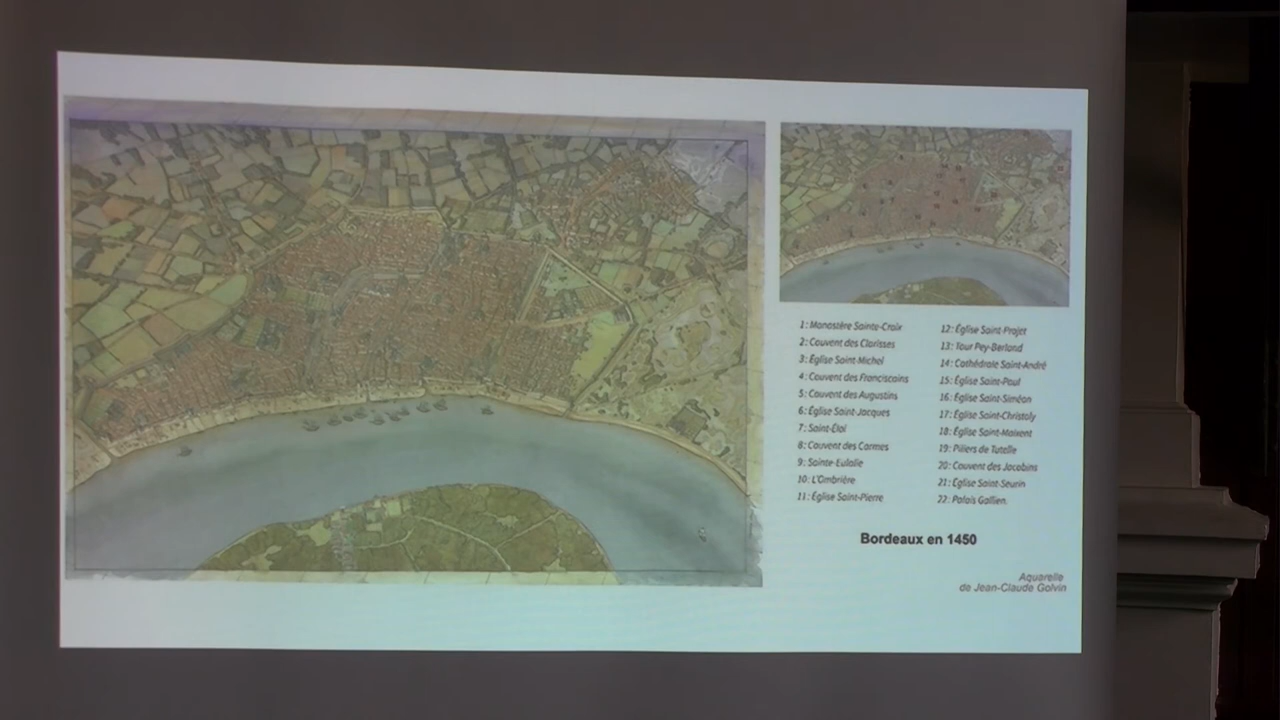 1: Monastère Sainte-Croix
2: Couvent des Clarisses
3: Église Saint-Michel
4: Couvent des Franciscains
5: Couvent des Augustins
6: Église Saint-Jacques
7: Saint-Éloi
8: Couvent des Carmes
9: Sainte-Eulalie
10: L'Ombrière
11: Église Saint-Pierre
12: Église Saint-Projet
13: Tour Pey-Berland
14: Cathédrale Saint-André
15: Église Saint-Paul
16: Église Saint-Siméon
17: Église Saint-Christoly
18: Église Saint-Maixent
19: Piliers de Tutelle
20: Couvent des Jacobins
21: Église Saint-Seurin
22: Palais Gallien.
Bordeaux en 1450
Aquarelle
de Jean-Claude Golvin